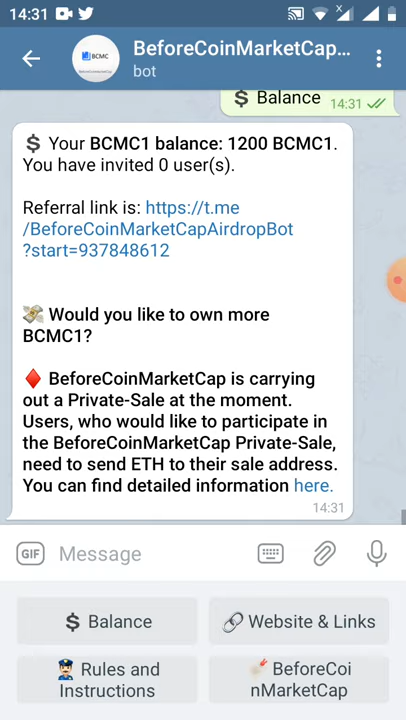 14:31
BCMC
BeforeCoinMarketCap...
bot
$ Balance 14:31
$ Your BCMC1 balance: 1200 BCMC1.
You have invited 0 user(s).
Referral link is: https://t.me
/BeforeCoinMarketCapAirdropBot
?start=937848612
Would you like to own more
BCMC1?
BeforeCoinMarketCap is carrying
out a Private-Sale at the moment.
Users, who would like to participate in
the BeforeCoinMarketCap Private-Sale,
need to send ETH to their sale address.
You can find detailed information here.
14:31
GIF Message
$ Balance
Website & Links
Rules and
Instructions
BeforeCoi
nMarketCap